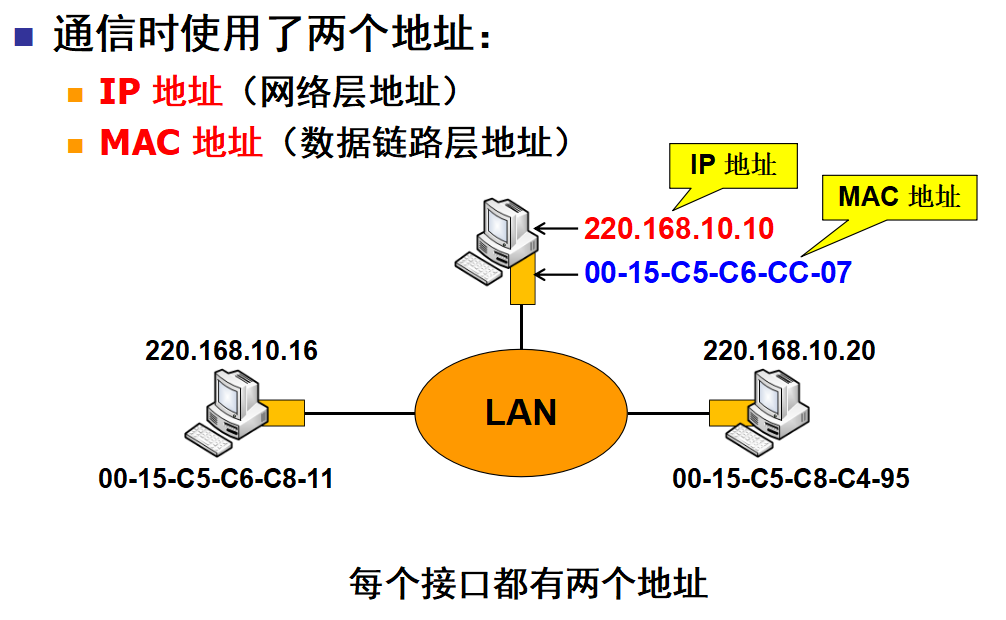 通信时使用了两个地址：
IP 地址（网络层地址）
MAC 地址（数据链路层地址）
IP 地址
MAC 地址
220.168.10.10
00-15-C5-C6-CC-07
220.168.10.16
220.168.10.20
LAN
00-15-C5-C6-C8-11
00-15-C5-C8-C4-95
每个接口都有两个地址